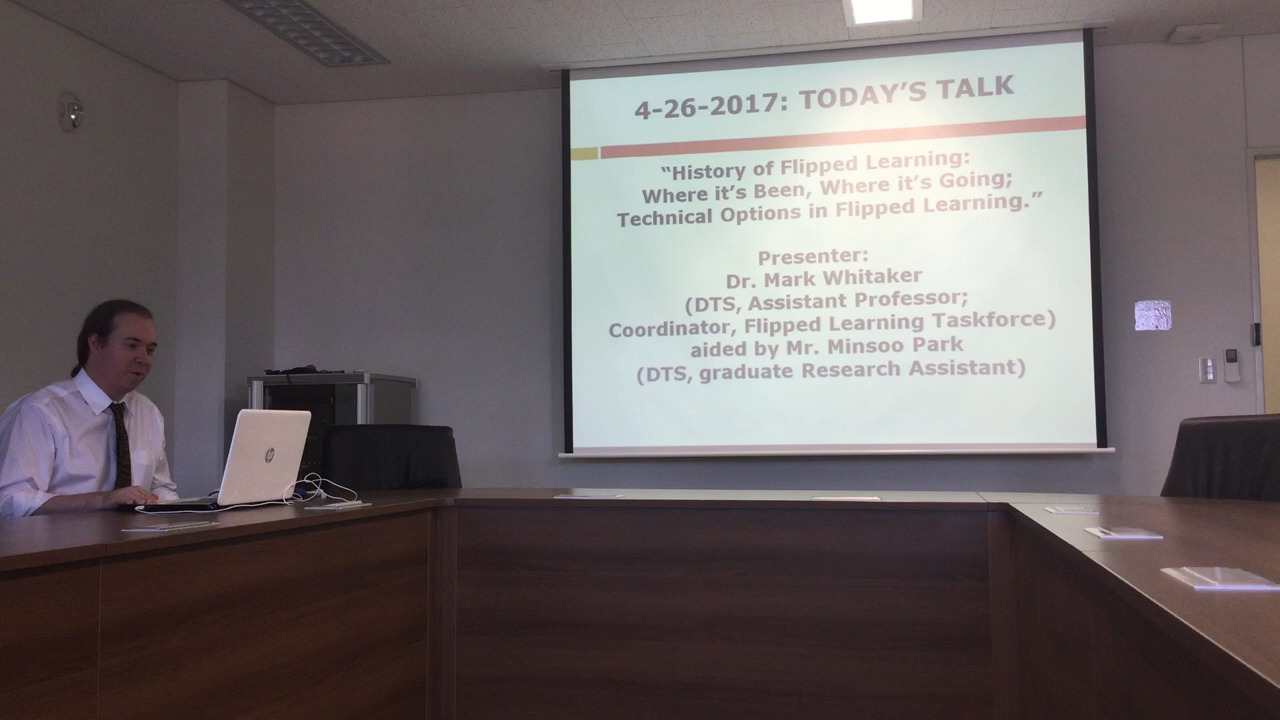 4-26-2017: TODAY'S TALK
“History of Flipped Learning:
Where it's Been, Where it's Going;
Technical Options in Flipped Learning.”
Presenter:
Dr. Mark Whitaker
(DTS, Assistant Professor;
Coordinator, Flipped Learning Taskforce)
aided by Mr. Minsoo Park
(DTS, graduate Research Assistant)
hp